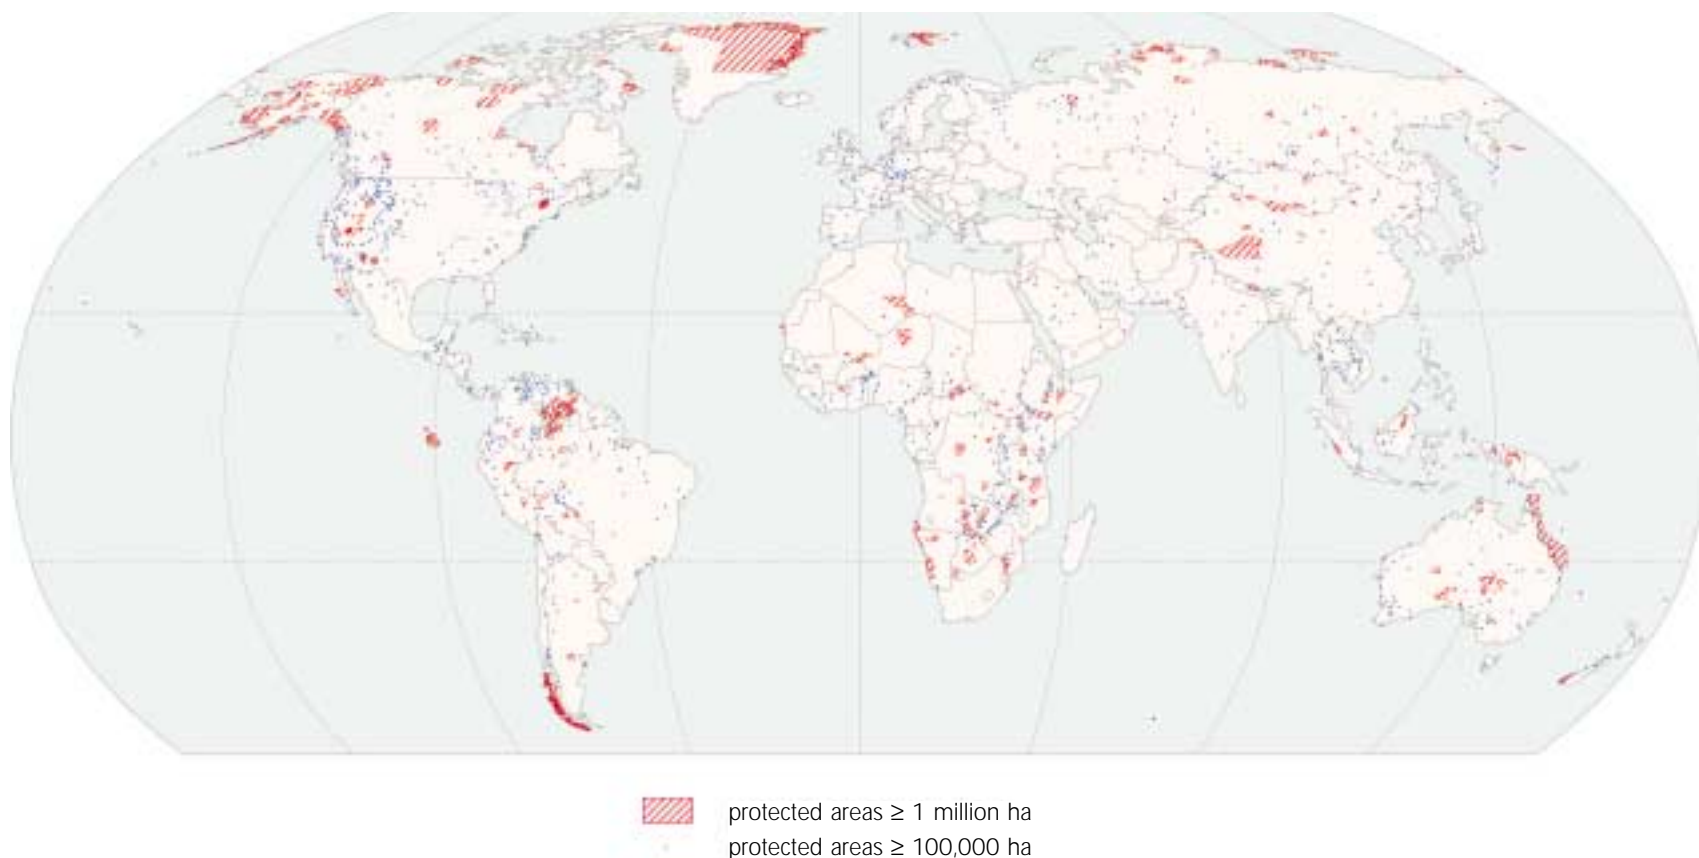 protected areas ≥ 1 million ha
protected areas ≥ 100,000 ha